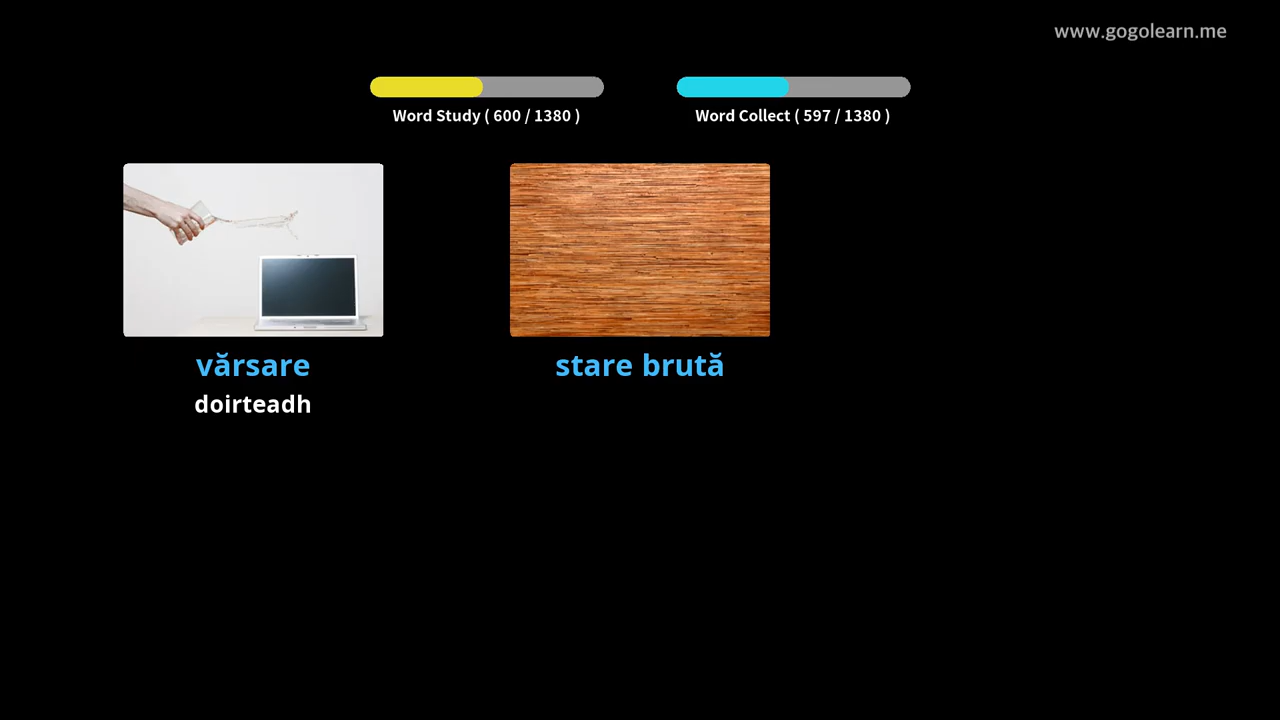 www.gogolearn.me
Word Study ( 600 / 1380 )
Word Collect ( 597 / 1380 )
vărsare
doirteadh
stare brută